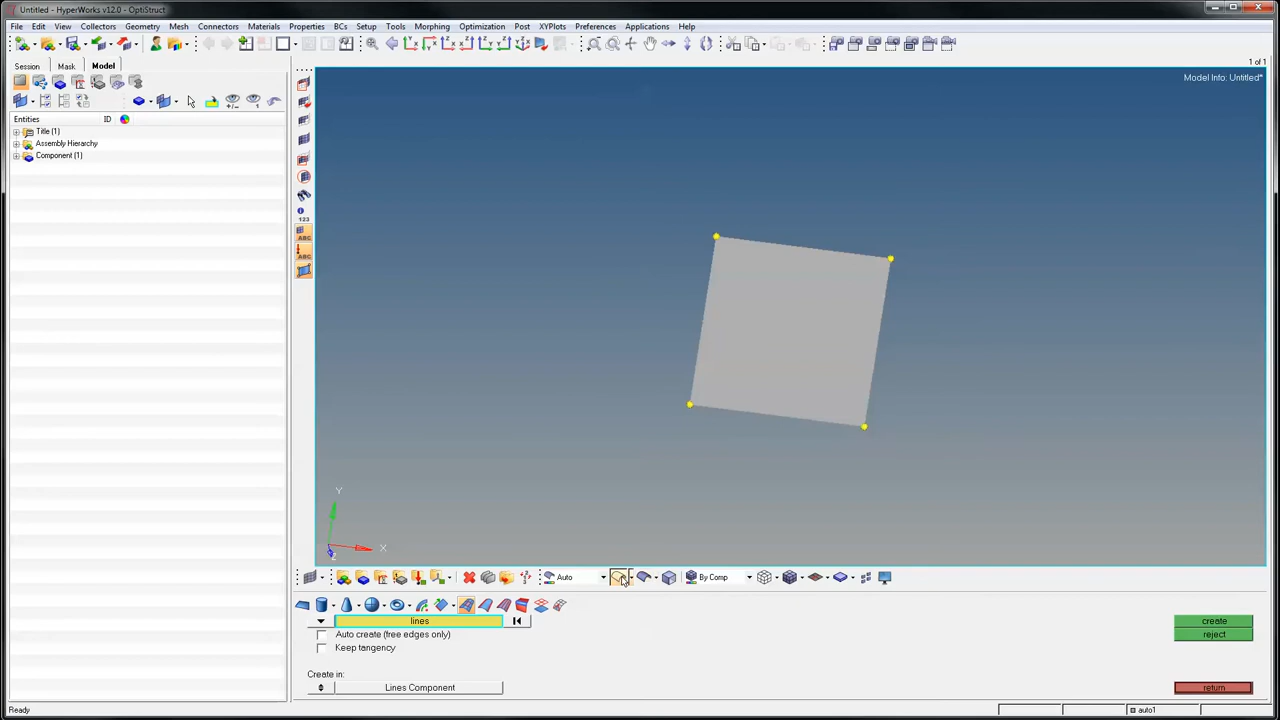 Untitled - HyperWorks v12.0 - OptiStruct
File Edit View Collectors Geometry Mesh Connectors Materials Properties BCs Setup Tools Morphing Optimization Post XYPlots Preferences Applications Help
Session Mask Model
1 of 1
Model Info: Untitled*
Entities ID
Title (1)
Assembly Hierarchy
Component (1)
123
ABC
ABC
Y
X
Z
Auto
By Comp
lines
Auto create (free edges only)
Keep tangency
Create in:
Lines Component
create
reject
return
Ready
auto1